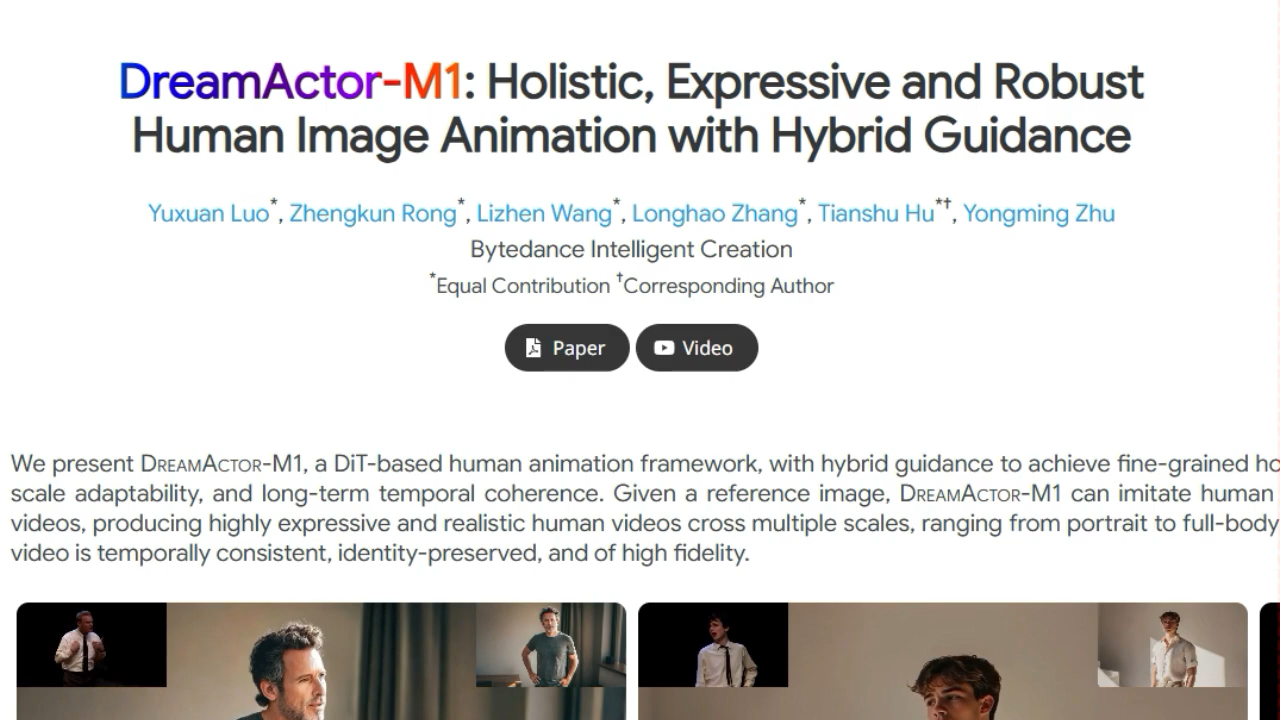 DreamActor-M1: Holistic, Expressive and Robust
Human Image Animation with Hybrid Guidance
Yuxuan Luo*, Zhengkun Rong*, Lizhen Wang*, Longhao Zhang*, Tianshu Hu*†, Yongming Zhu
Bytedance Intelligent Creation
*Equal Contribution †Corresponding Author
Paper
Video
We present DREAMACTOR-M1, a DiT-based human animation framework, with hybrid guidance to achieve fine-grained
scale adaptability, and long-term temporal coherence. Given a reference image, DREAMACTOR-M1 can imitate human
videos, producing highly expressive and realistic human videos cross multiple scales, ranging from portrait to full-body
video is temporally consistent, identity-preserved, and of high fidelity.